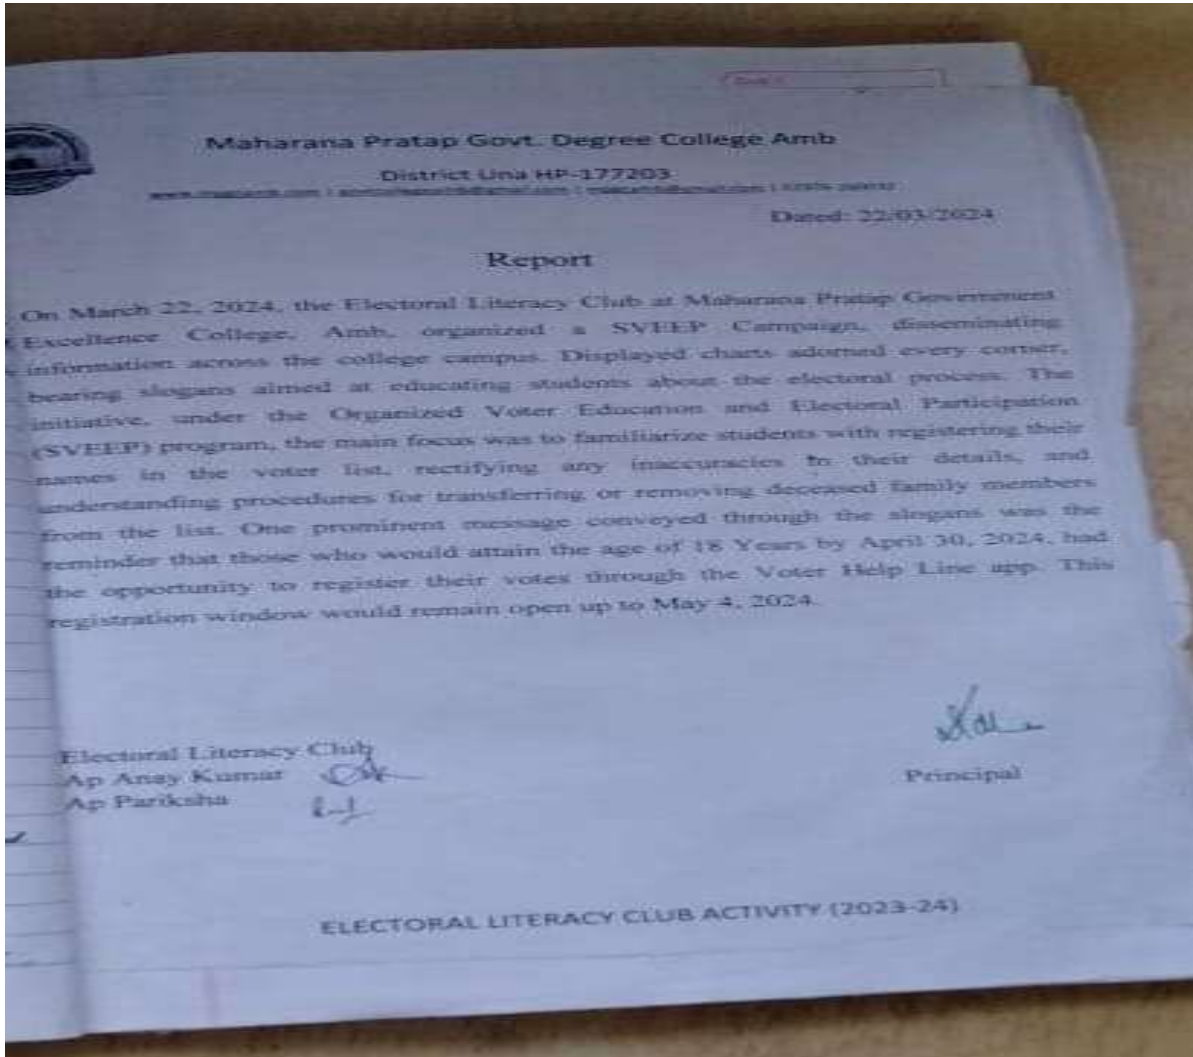 Maharana Pratap Govt. Degree College Amb
District Una HP-177203
Dated: 22/03/2024
Report
On March 22, 2024, the Electoral Literacy Club at Maharana Pratap Government
Excellence College, Amb, organized a SVEEP Campaign, disseminating
information across the college campus. Displayed charts adorned every corner,
bearing slogans aimed at educating students about the electoral process. The
initiative, under the Organized Voter Education and Electoral Participation
(SVEEP) program, the main focus was to familiarize students with registering their
names in the voter list, rectifying any inaccuracies in their details, and
understanding procedures for transferring or removing deceased family members
from the list. One prominent message conveyed through the slogans was the
reminder that those who would attain the age of 18 Years by April 30, 2024, had
the opportunity to register their votes through the Voter Help Line app. This
registration window would remain open up to May 4, 2024.
Electoral Literacy Club
Ap Anay Kumar
Ap Pariksha
Principal
ELECTORAL LITERACY CLUB ACTIVITY (2023-24)